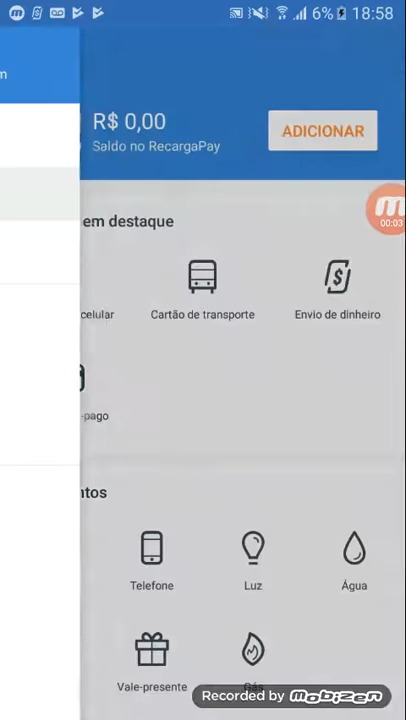 6% 18:58
m
R$ 0,00
ADICIONAR
Saldo no RecargaPay
em destaque
00:03
celular
Cartão de transporte
Envio de dinheiro
-pago
ntos
Telefone
Luz
Água
Vale-presente
Gás
Recorded by Mobizen